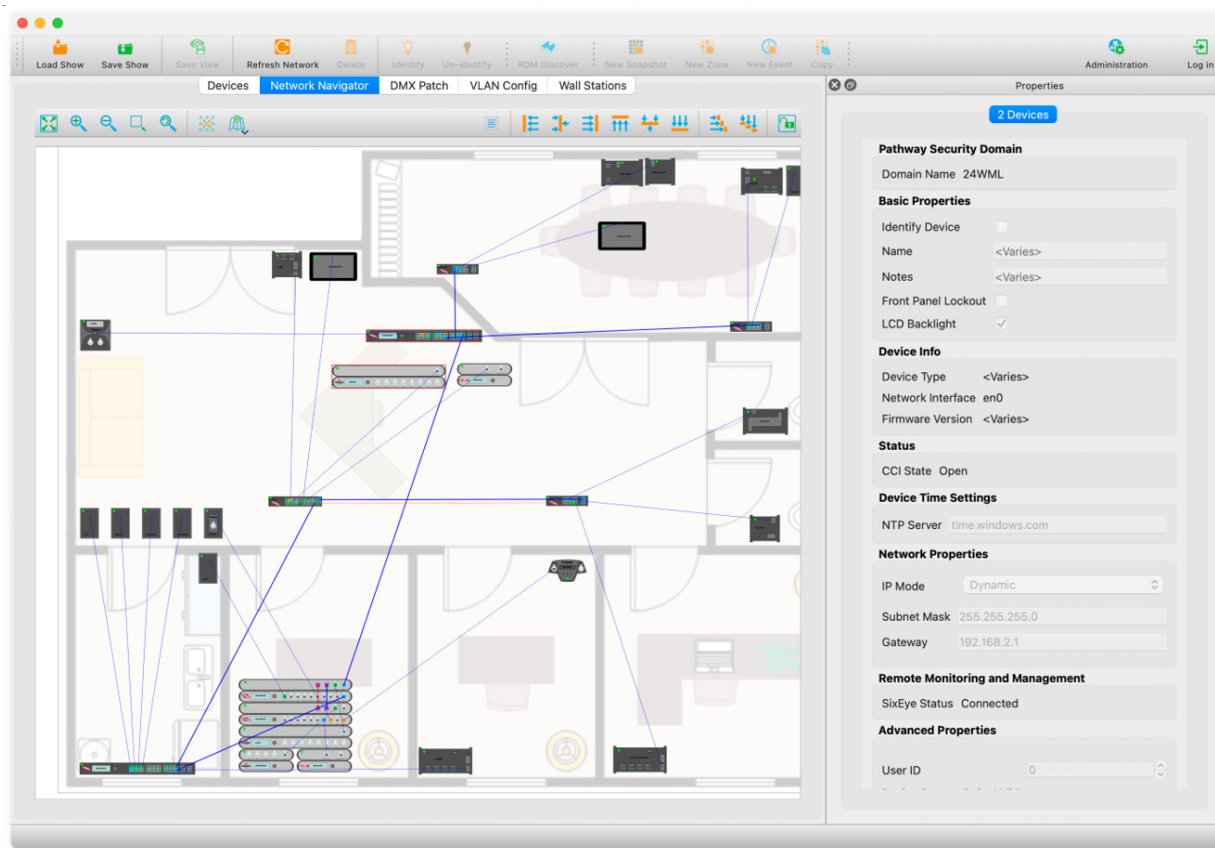 Load Show Save Show Save View Refresh Network Delete Identify Un-identify RDM Discover New Snapshot New Zone New Event Copy Administration Log in
Devices Network Navigator DMX Patch VLAN Config Wall Stations
Properties
2 Devices
Pathway Security Domain
Domain Name 24WML
Basic Properties
Identify Device
Name <Varies>
Notes <Varies>
Front Panel Lockout
LCD Backlight
Device Info
Device Type <Varies>
Network Interface en0
Firmware Version <Varies>
Status
CCI State Open
Device Time Settings
NTP Server time.windows.com
Network Properties
IP Mode Dynamic
Subnet Mask 255.255.255.0
Gateway 192.168.2.1
Remote Monitoring and Management
SixEye Status Connected
Advanced Properties
User ID 0